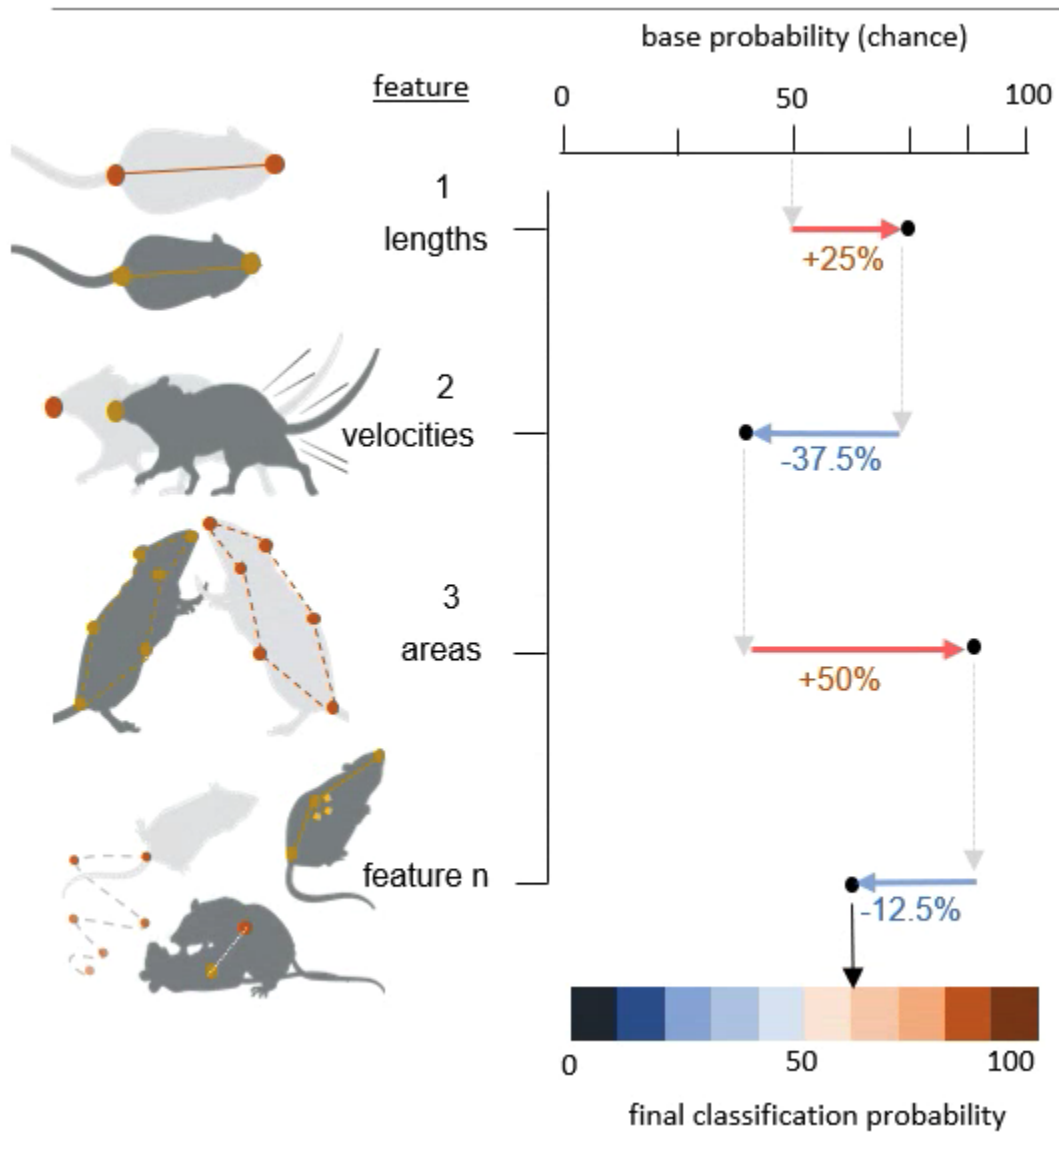 base probability (chance)
feature
0 50 100
1
lengths
+25%
2
velocities
-37.5%
3
areas
+50%
feature n
-12.5%
0 50 100
final classification probability